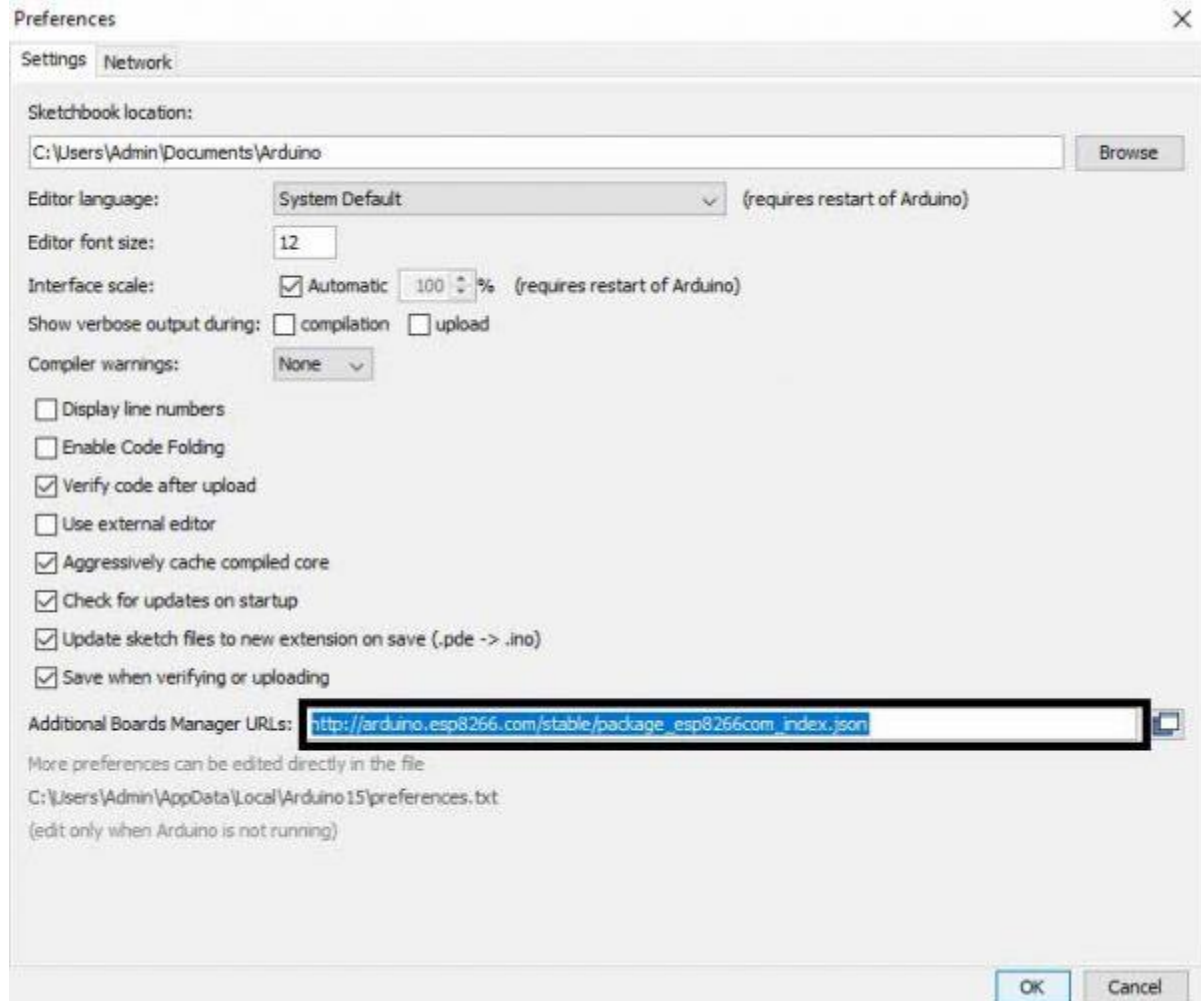 Preferences
Settings Network
Sketchbook location:
C:\Users\Admin\Documents\Arduino Browse
Editor language: System Default (requires restart of Arduino)
Editor font size: 12
Interface scale: Automatic 100 % (requires restart of Arduino)
Show verbose output during: compilation upload
Compiler warnings: None
Display line numbers
Enable Code Folding
Verify code after upload
Use external editor
Aggressively cache compiled core
Check for updates on startup
Update sketch files to new extension on save (.pde -> .ino)
Save when verifying or uploading
Additional Boards Manager URLs: http://arduino.esp8266.com/stable/package_esp8266com_index.json
More preferences can be edited directly in the file
C:\Users\Admin\AppData\Local\Arduino15\preferences.txt
(edit only when Arduino is not running)
OK Cancel